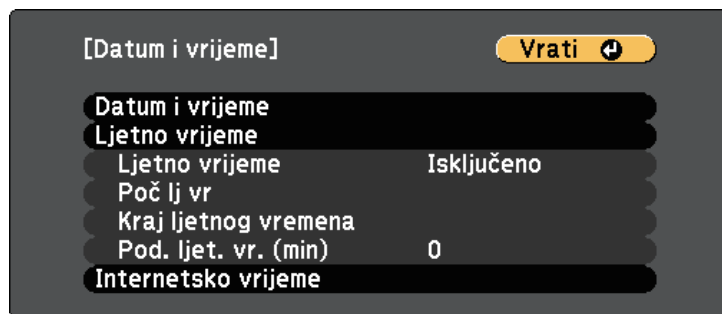 [Datum i vrijeme] Vrati
Datum i vrijeme
Ljetno vrijeme
Ljetno vrijeme Isključeno
Poč lj vr
Kraj ljetnog vremena
Pod. ljet. vr. (min) 0
Internetsko vrijeme